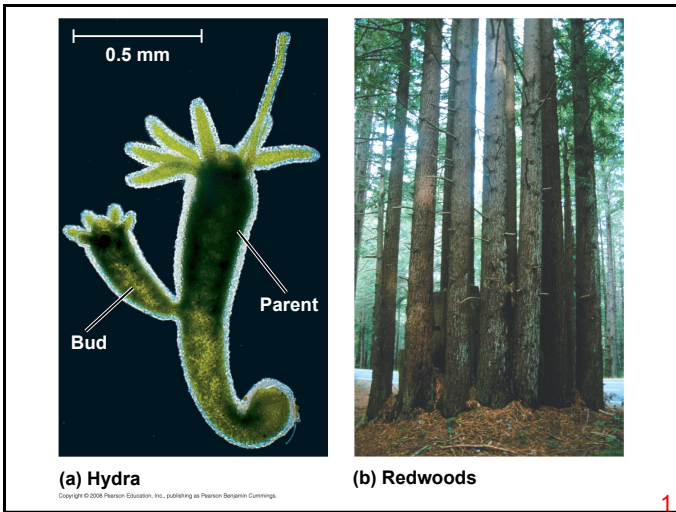 0.5 mm
Parent
Bud
(a) Hydra
(b) Redwoods
Copyright © 2008 Pearson Education, Inc., publishing as Pearson Benjamin Cummings.
1